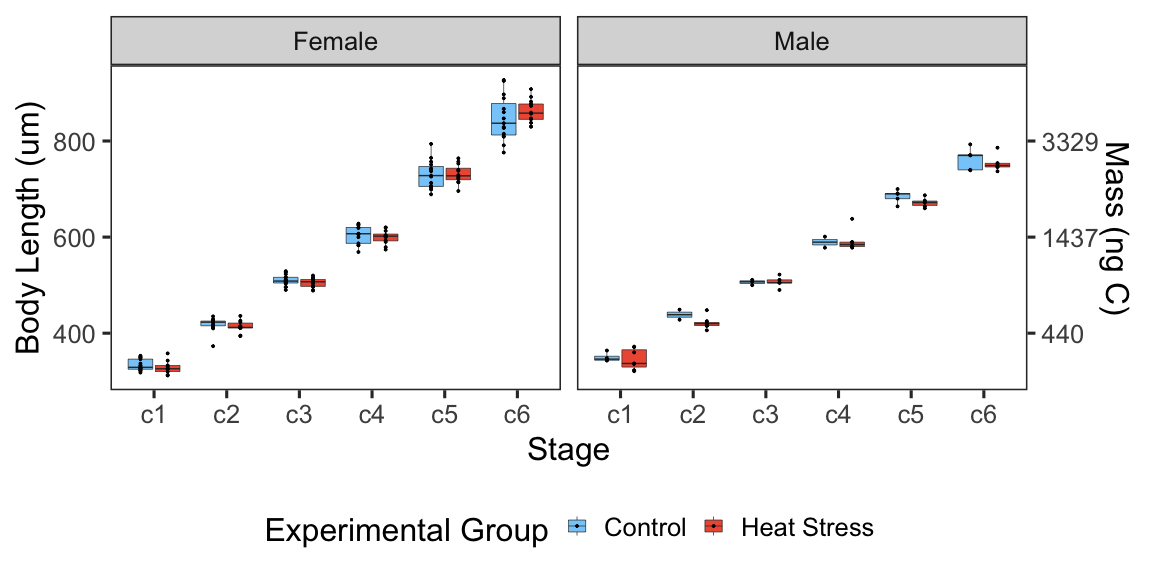 Female
Male
Body Length (um)
800
600
400
3329
1437
440
Mass (ng C)
c1 c2 c3 c4 c5 c6
c1 c2 c3 c4 c5 c6
Stage
Experimental Group Control Heat Stress